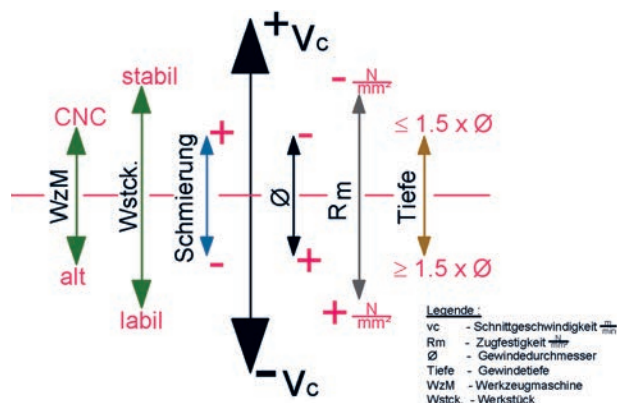 +Vc
stabil
- N/mm²
CNC
+
-
≤ 1.5 x Ø
WzM
Wstck.
Schmierung
Ø
Rm
Tiefe
alt
-
+
≥ 1.5 x Ø
labil
+ N/mm²
-Vc
Legende :
vc - Schnittgeschwindigkeit m/min
Rm - Zugfestigkeit N/mm²
Ø - Gewindedurchmesser
Tiefe - Gewindetiefe
WzM - Werkzeugmaschine
Wstck. - Werkstück